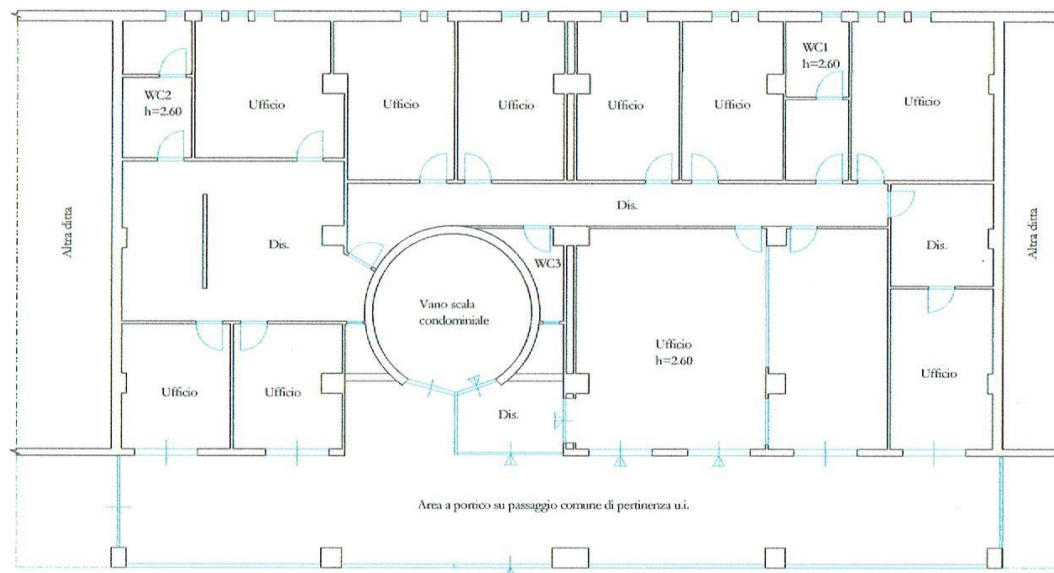 WC1
h=2.60
WC2
h=2.60
Ufficio
Ufficio
Ufficio
Ufficio
Ufficio
Ufficio
Altra ditta
Dis.
Dis.
Dis.
Altra ditta
WC3
Vano scala
condominiale
Ufficio
h=2.60
Ufficio
Ufficio
Ufficio
Dis.
Area a portico su passaggio comune di pertinenza u.i.